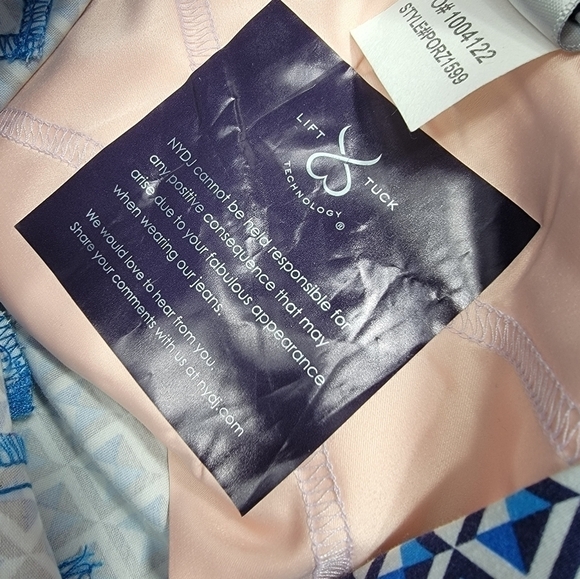 O# 1004122
STYLE#PORZ1599
LIFT TUCK
TECHNOLOGY®
NYDJ cannot be held responsible for
any positive consequence that may
arise due to your fabulous appearance
when wearing our jeans.
We would love to hear from you.
Share your comments with us at nydj.com